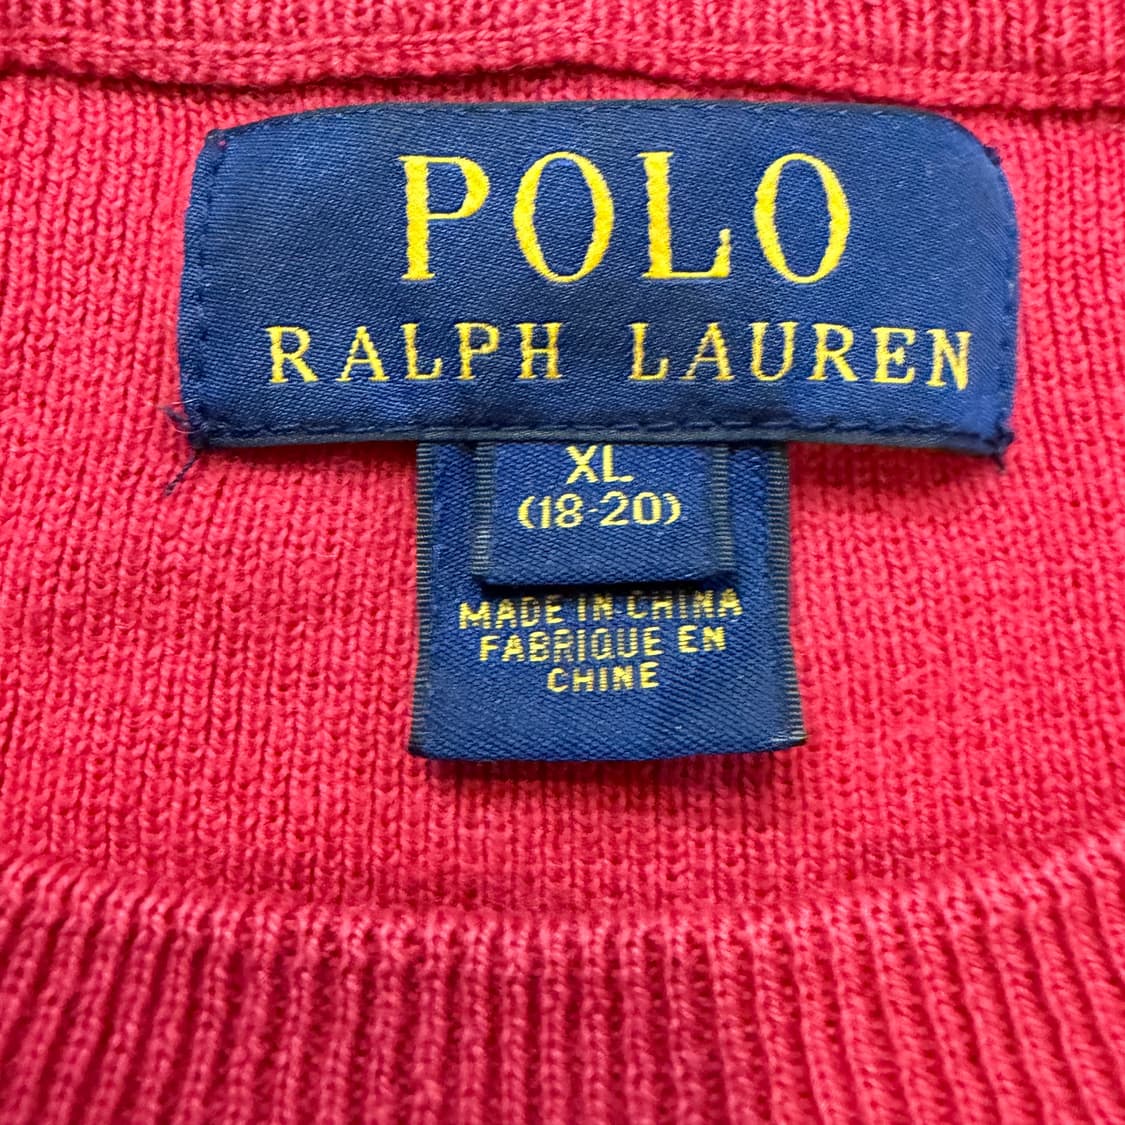 POLO
RALPH LAUREN
XL
(18-20)
MADE IN CHINA
FABRIQUE EN
CHINE